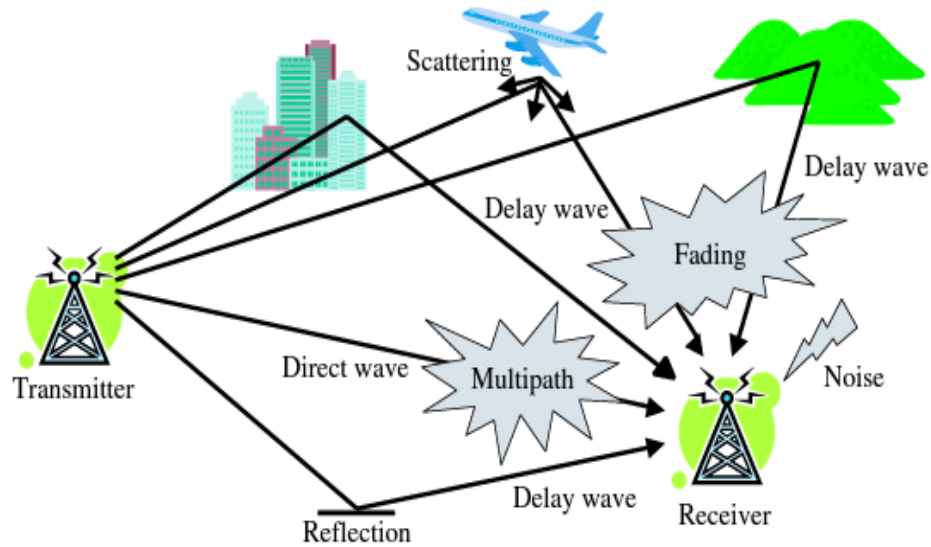 Scattering
Delay wave
Delay wave
Fading
Transmitter
Direct wave
Multipath
Noise
Delay wave
Receiver
Reflection